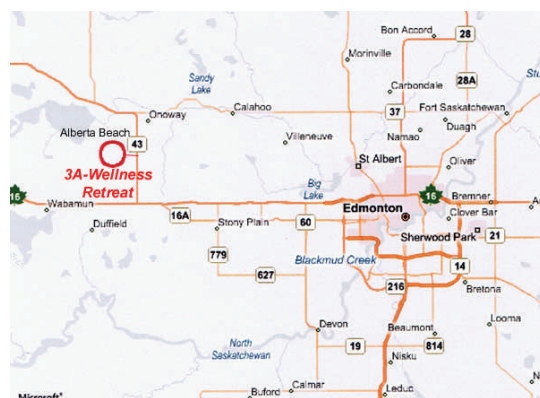 Bon Accord
28
Morinville
Sandy
Lake
Carbondale
28A
Stu
Onoway
Calahoo
37
Fort Saskatchewan
Duagh
Alberta Beach
43
Villeneuve
Namao
3A-Wellness
Retreat
St Albert
Oliver
16
Wabamun
Big
Lake
16
Bremner
Edmonton
Clover Bar
16A
Stony Plain
60
Duffield
Sherwood Park
21
779
Blackmud Creek
627
216
14
Bretona
Devon
Beaumont
Looma
North
Saskatchewan
19
814
Nisku
Calmar
Buford
Leduc
Microsoft